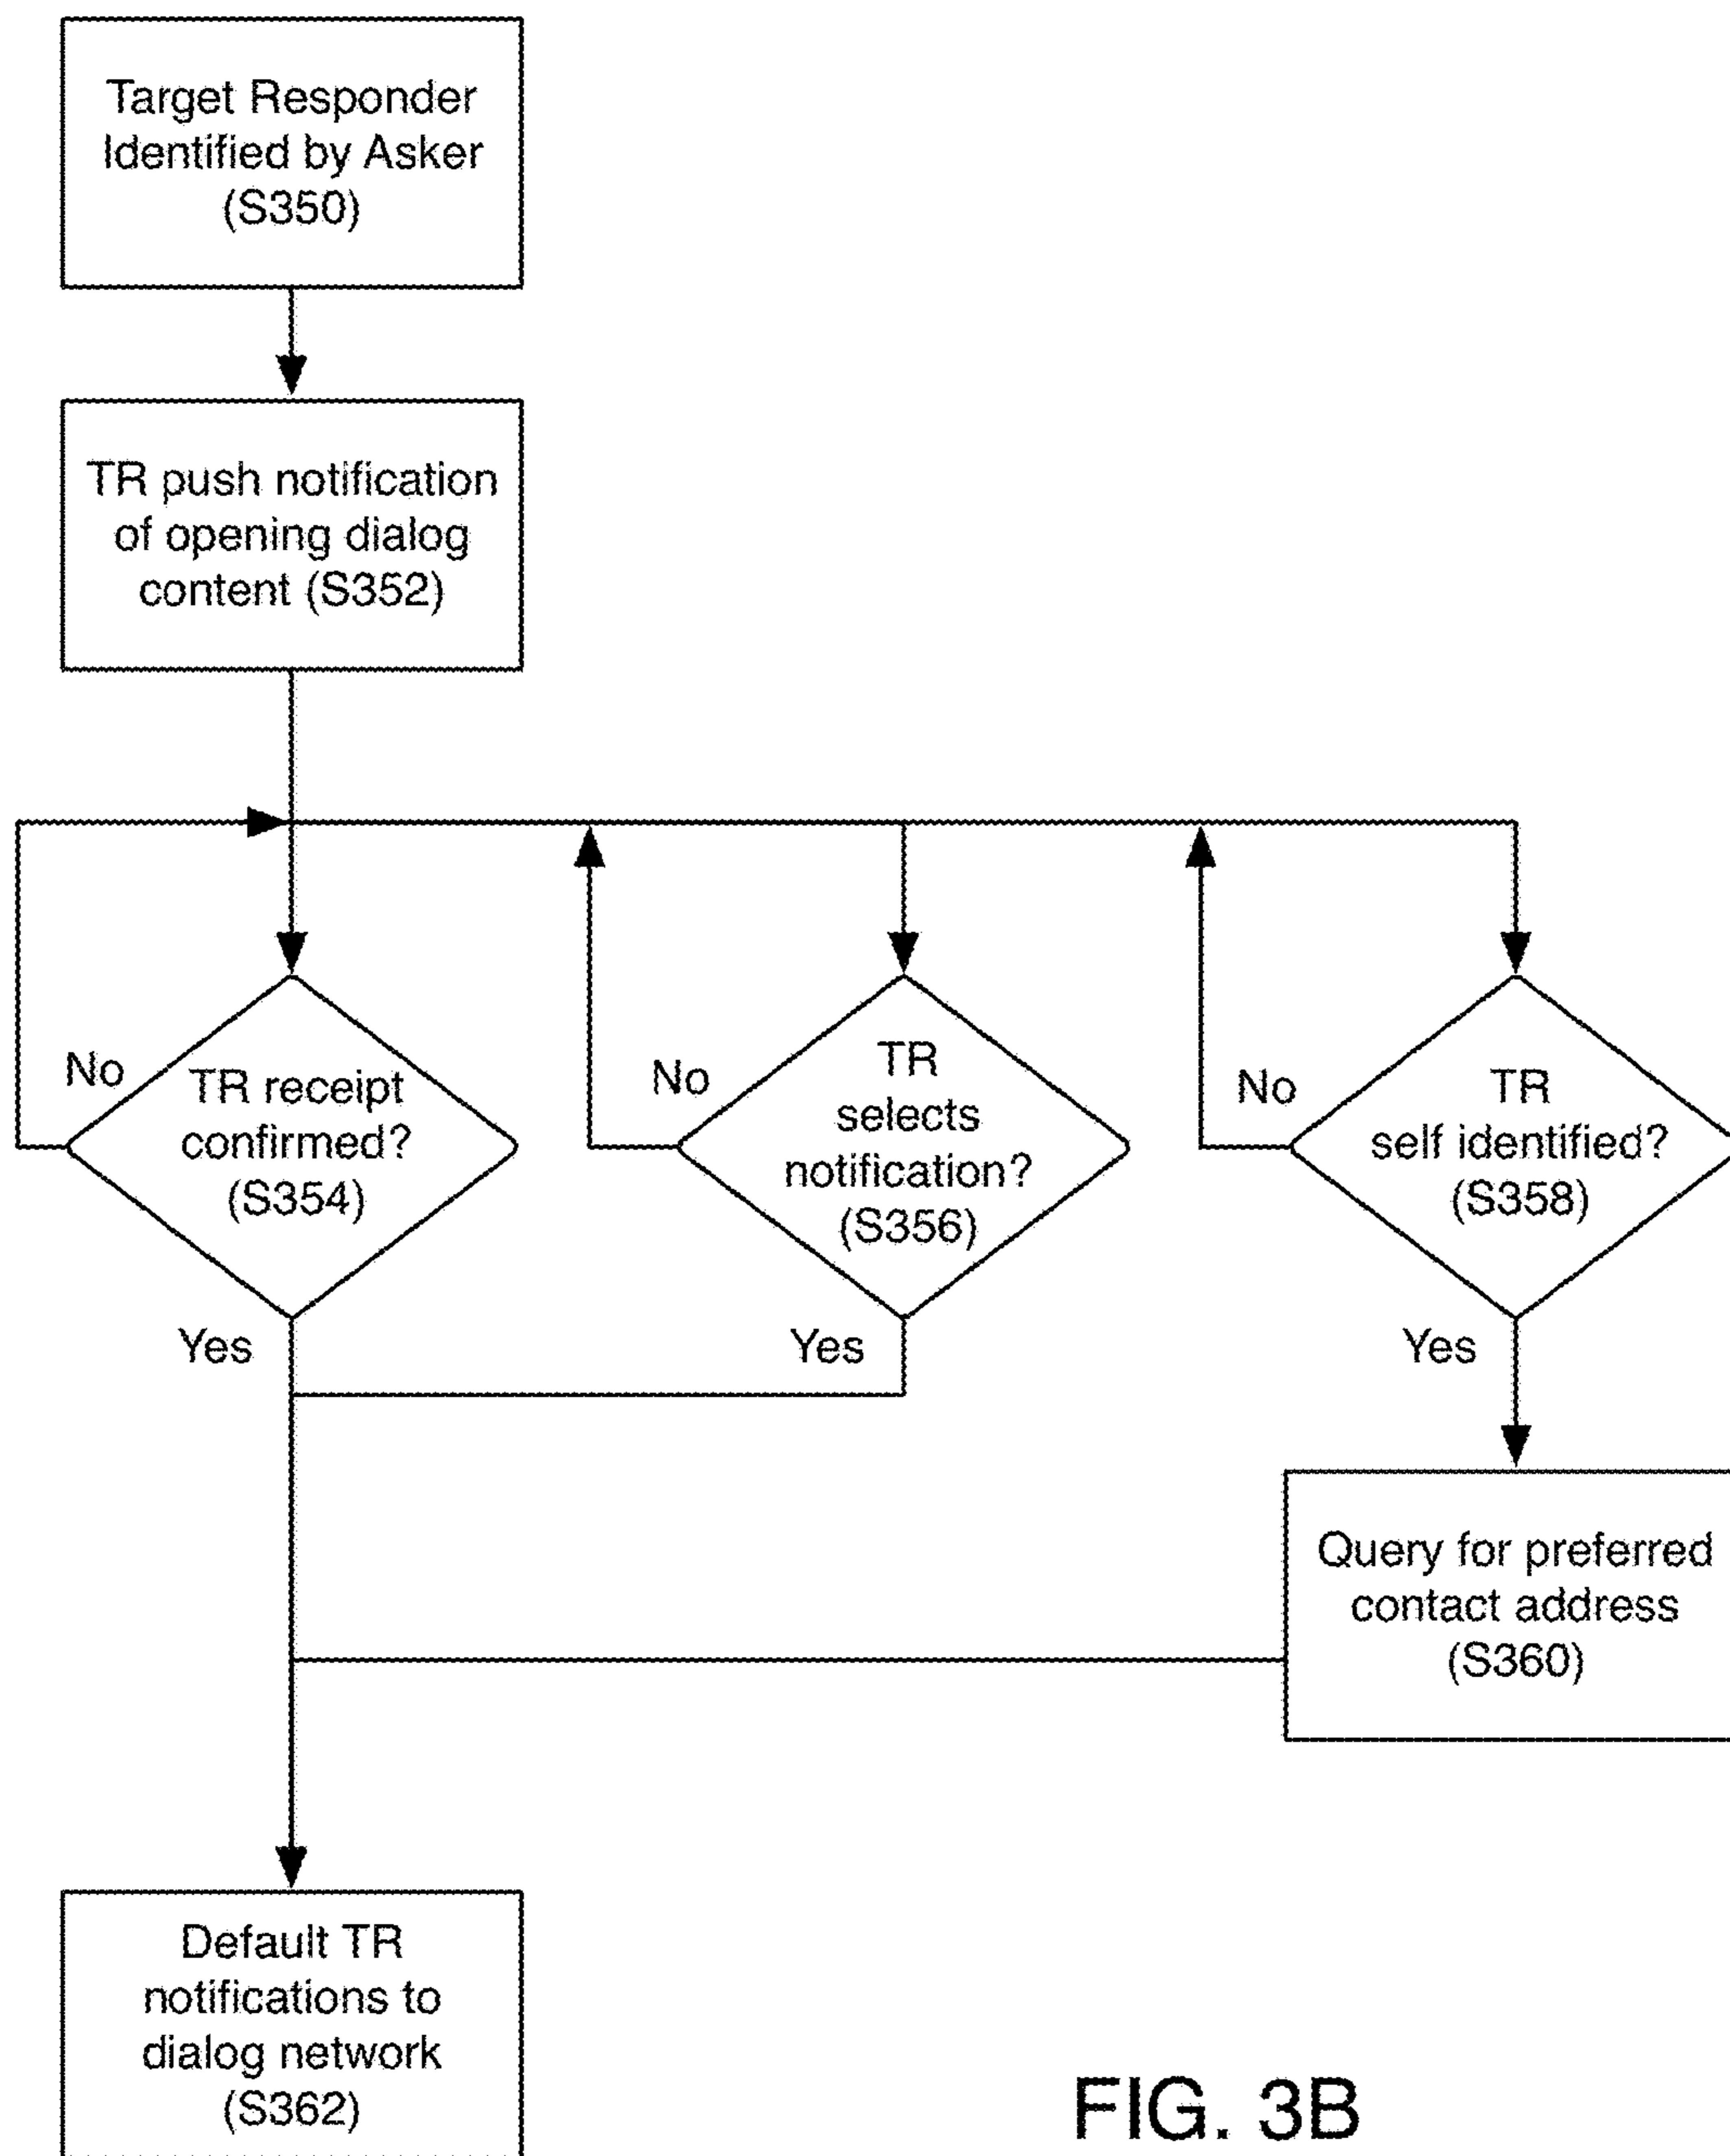 Target Responder
Identified by Asker
(S350)
TR push notification
of opening dialog
content (S352)
No
TR receipt
confirmed?
(S354)
Yes
No
TR
selects
notification?
(S356)
Yes
No
TR
self identified?
(S358)
Yes
Query for preferred
contact address
(S360)
Default TR
notifications to
dialog network
(S362)
FIG. 3B